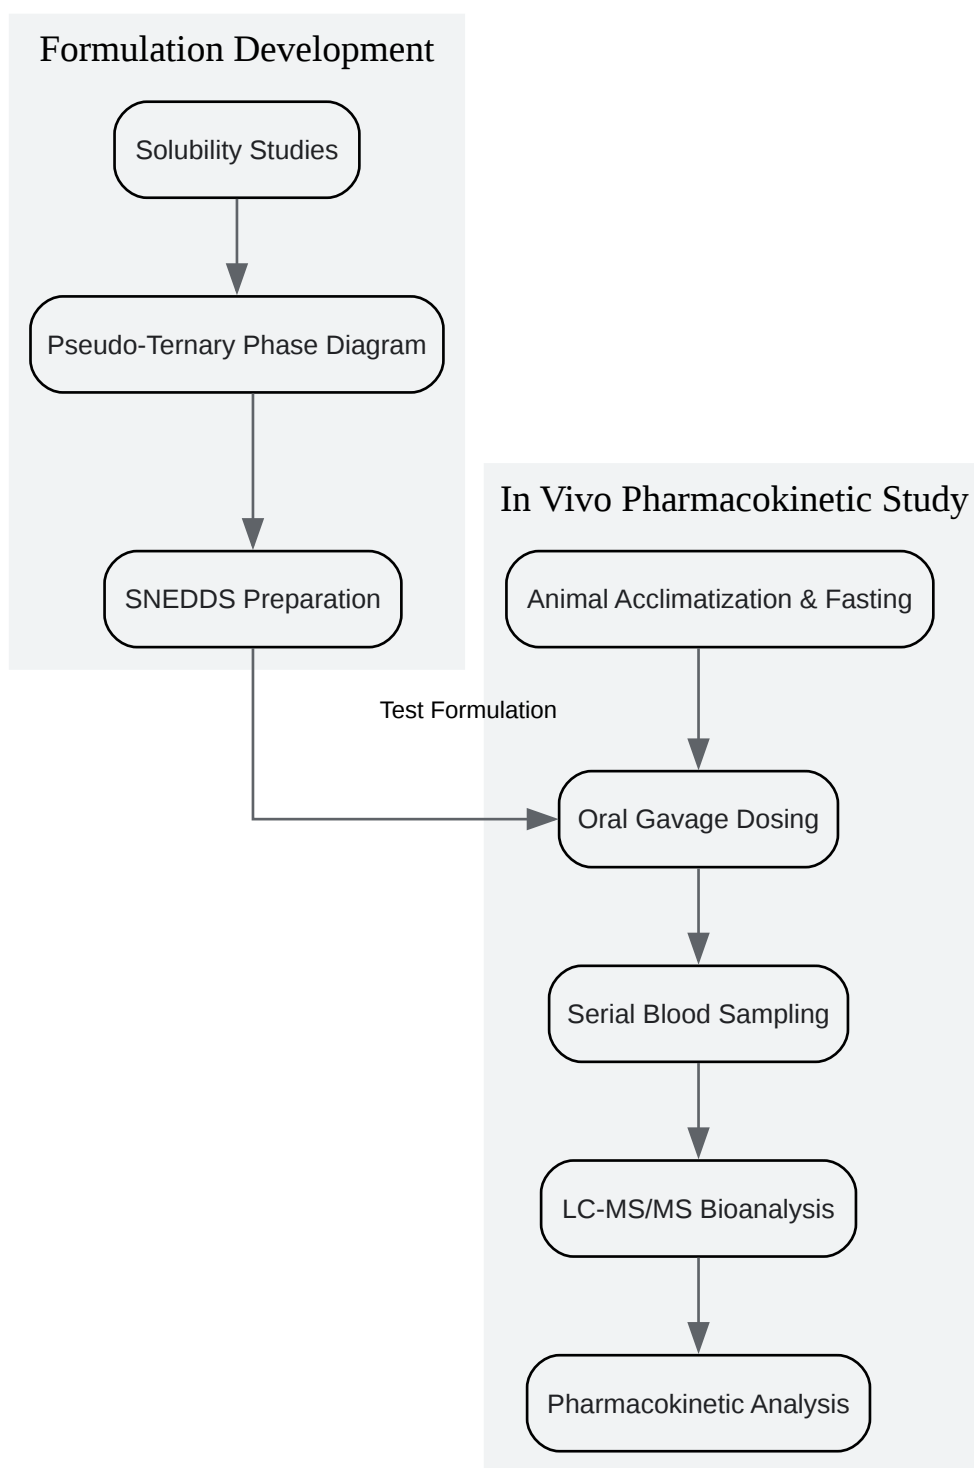 Formulation Development
Solubility Studies
Pseudo-Ternary Phase Diagram
SNEDDS Preparation
Test Formulation
In Vivo Pharmacokinetic Study
Animal Acclimatization & Fasting
Oral Gavage Dosing
Serial Blood Sampling
LC-MS/MS Bioanalysis
Pharmacokinetic Analysis